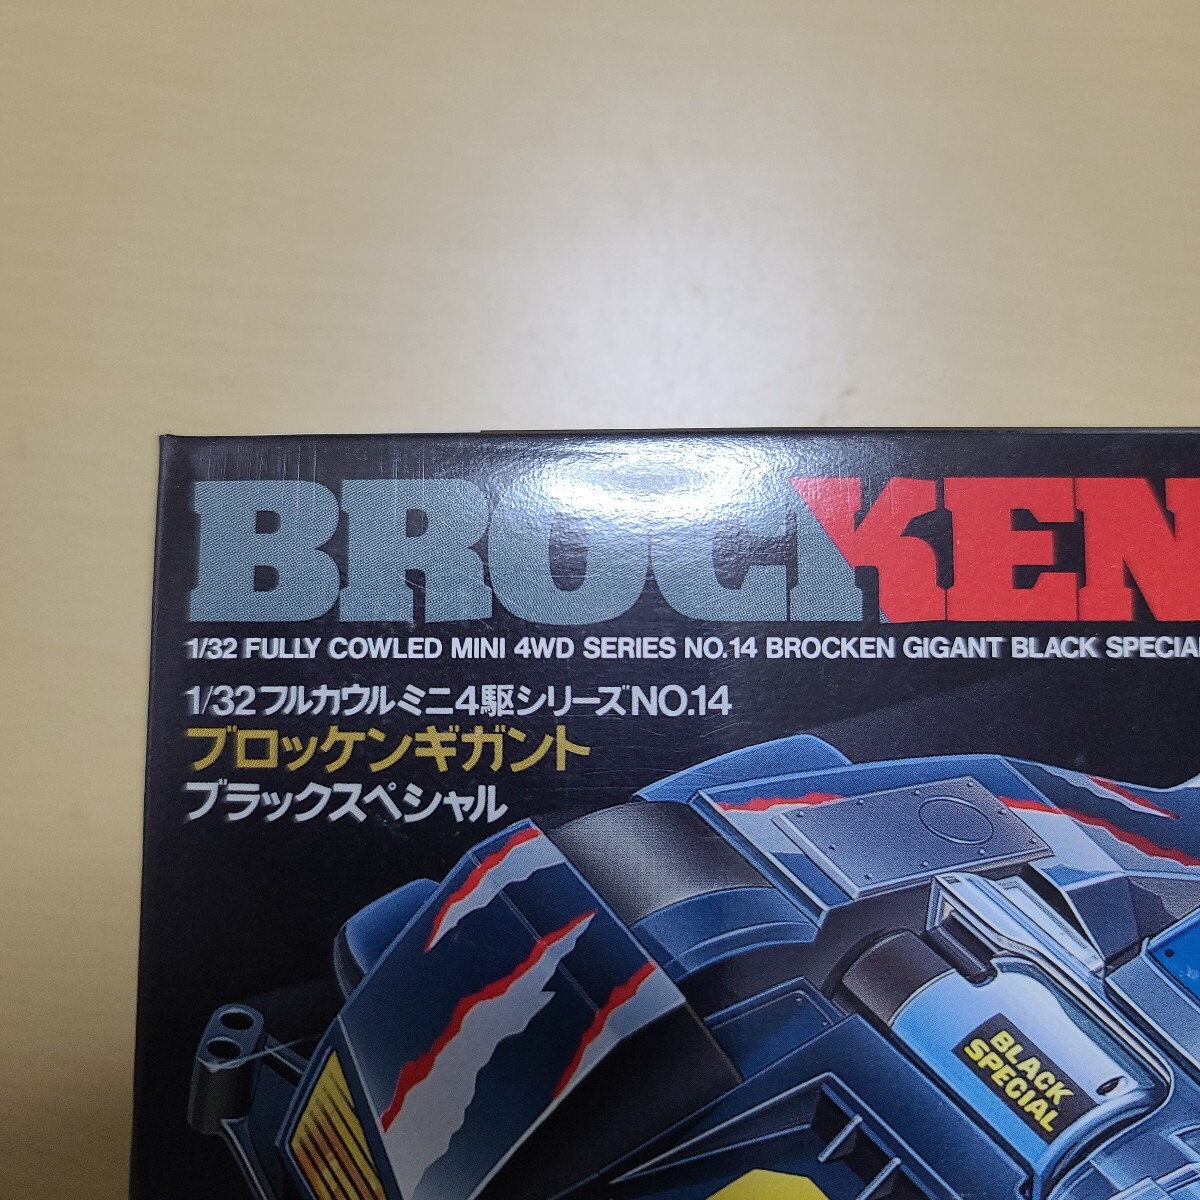 BROCKEN
1/32 FULLY COWLED MINI 4WD SERIES NO.14 BROCKEN GIGANT BLACK SPECIA
1/32フルカウルミニ4駆シリーズNO.14
ブロッケンギガント
ブラックスペシャル
BLACK
SPECIAL